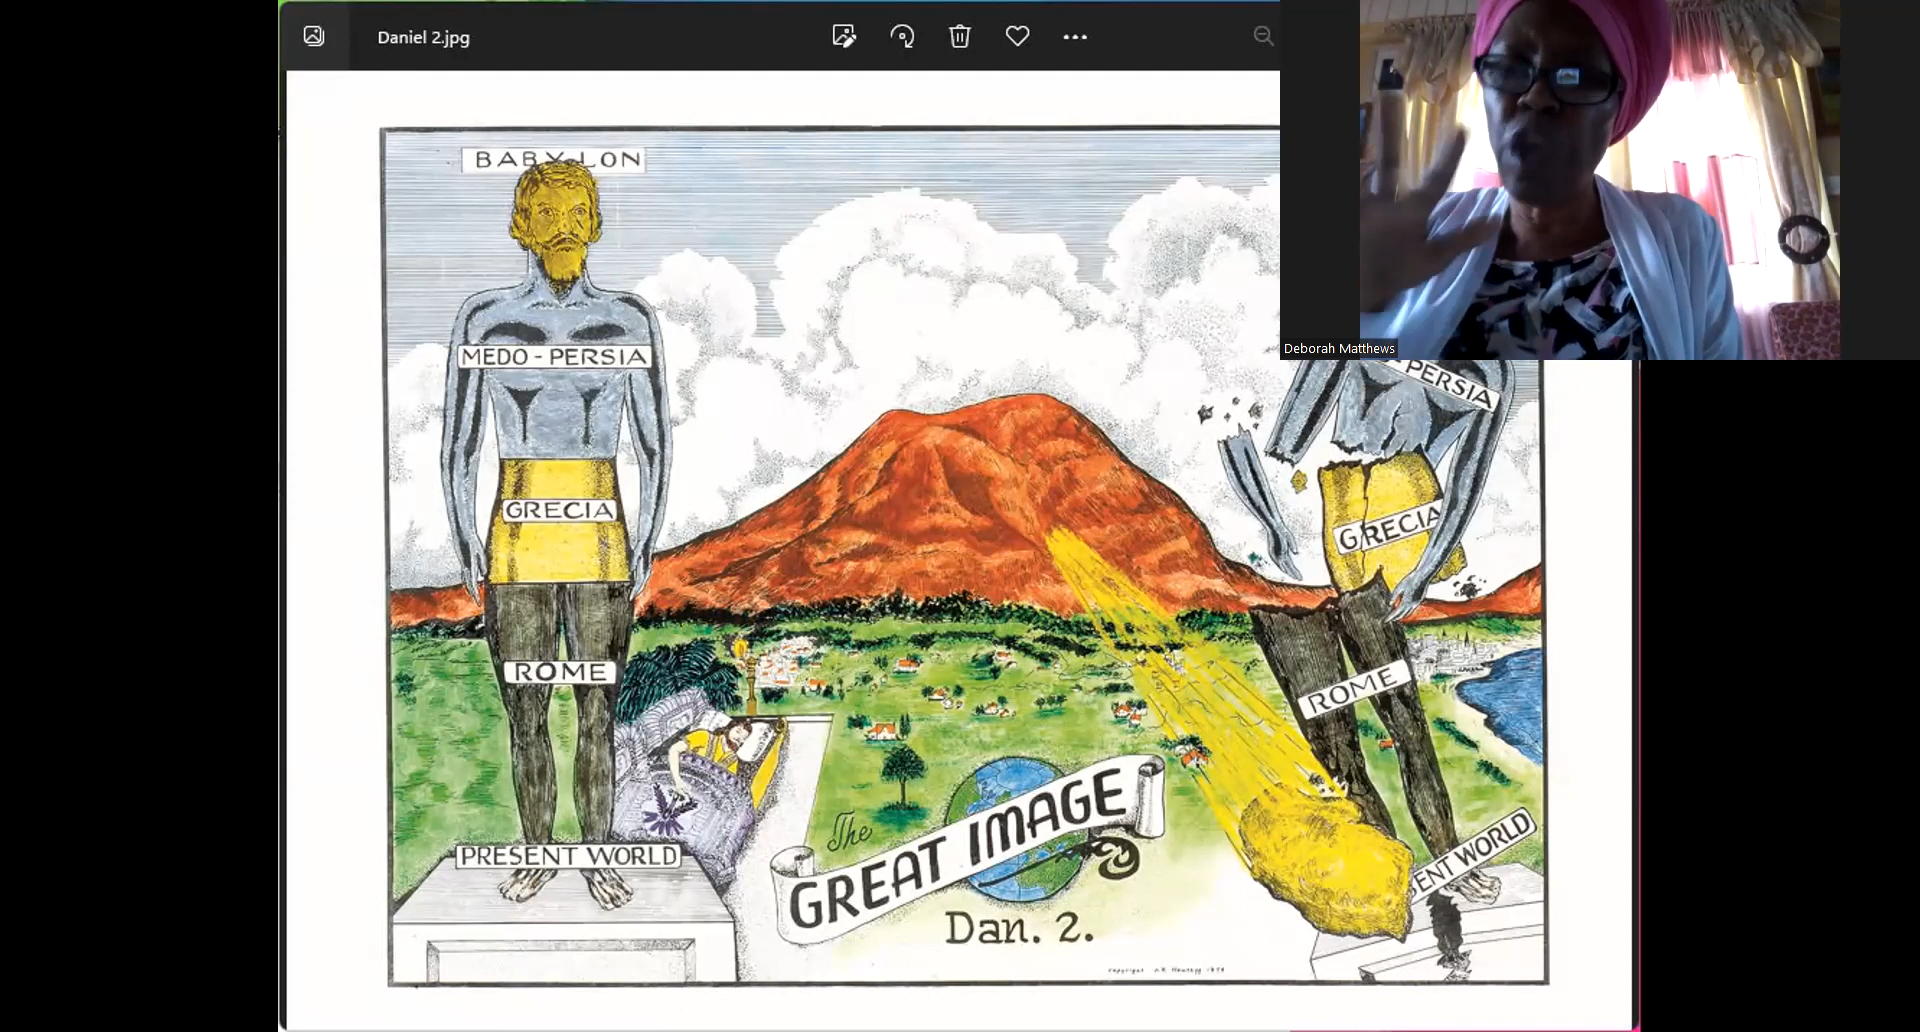 Daniel 2.jpg
Deborah Matthews
BABYLON
MEDO - PERSIA
GRECIA
ROME
PRESENT WORLD
PERSIA
GRECIA
ROME
ENT WORLD
The
GREAT IMAGE
Dan. 2.